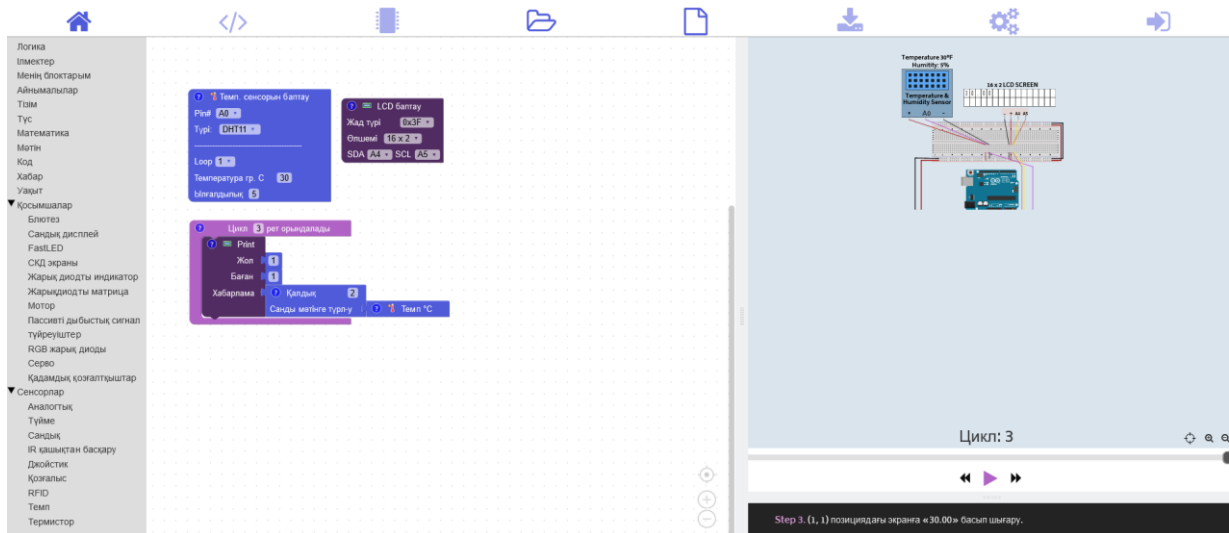 Логика
Ілмектер
Менің блоктарым
Айнымалылар
Тізім
Түс
Математика
Мәтін
Код
Хабар
Уақыт
Қосымшалар
Блютез
Сандық дисплей
FastLED
СКД экраны
Жарық диодты индикатор
Жарықдиодты матрица
Мотор
Пассивті дыбыстық сигнал
түйреуіштер
RGB жарық диоды
Серво
Қадамдық қозғалтқыштар
Сенсорлар
Аналогтық
Түйме
Сандық
IR қашықтан басқару
Джойстик
Қозғалыс
RFID
Темп
Термистор
Темп. сенсорын баптау
Pin# A0
Түрі: DHT11
Loop 1
Температура гр. С 30
Ылғалдылық 5
LCD баптау
Жад түрі 0x3F
Өлшемі 16 x 2
SDA A4 SCL A5
Цикл 3 рет орындалады
Print
Жол 1
Баған 1
Хабарлама Қалдық 2
Санды мәтінге түрл-у Темп °С
Temperature 30°F
Humitity: 5%
Temperature &
Humidity Sensor
+ A0 -
16 x 2 LCD SCREEN
- + A4 A5
Цикл: 3
Step 3. (1, 1) позициядағы экранға «30.00» басып шығару.